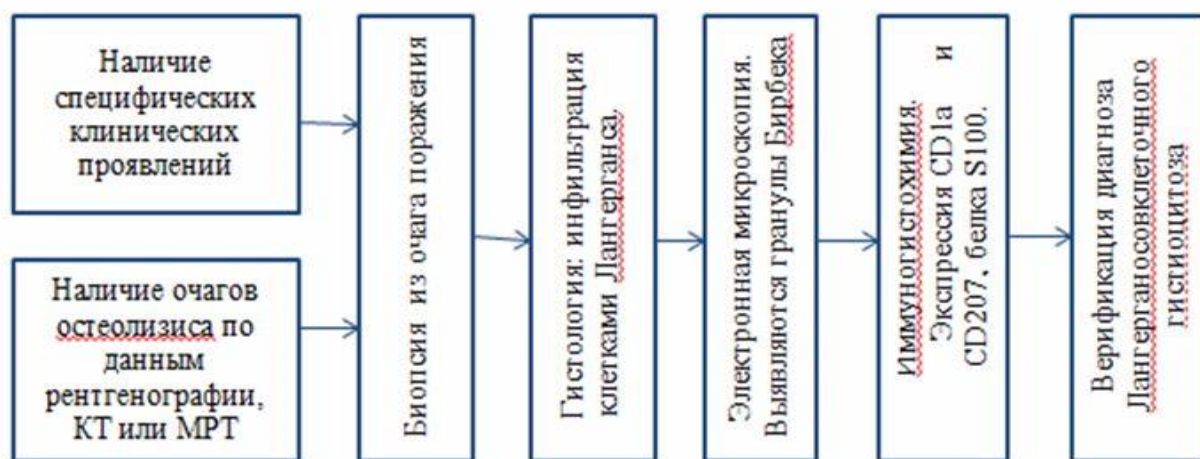 Наличие
специфических
клинических
проявлений
Наличие очагов
остеолизиса по
данным
рентгенографии,
КТ или МРТ
Биопсия из очага поражения
Гистология: инфильтрация
клетками Лангерганса.
Электронная микроскопия.
Выявляются гранулы Бирбека
Иммуногистохимия.
Экспрессия CD1a и
CD207, белка S100.
Верификация диагноза
Лангерганосовклеточного
гистиоцитоза